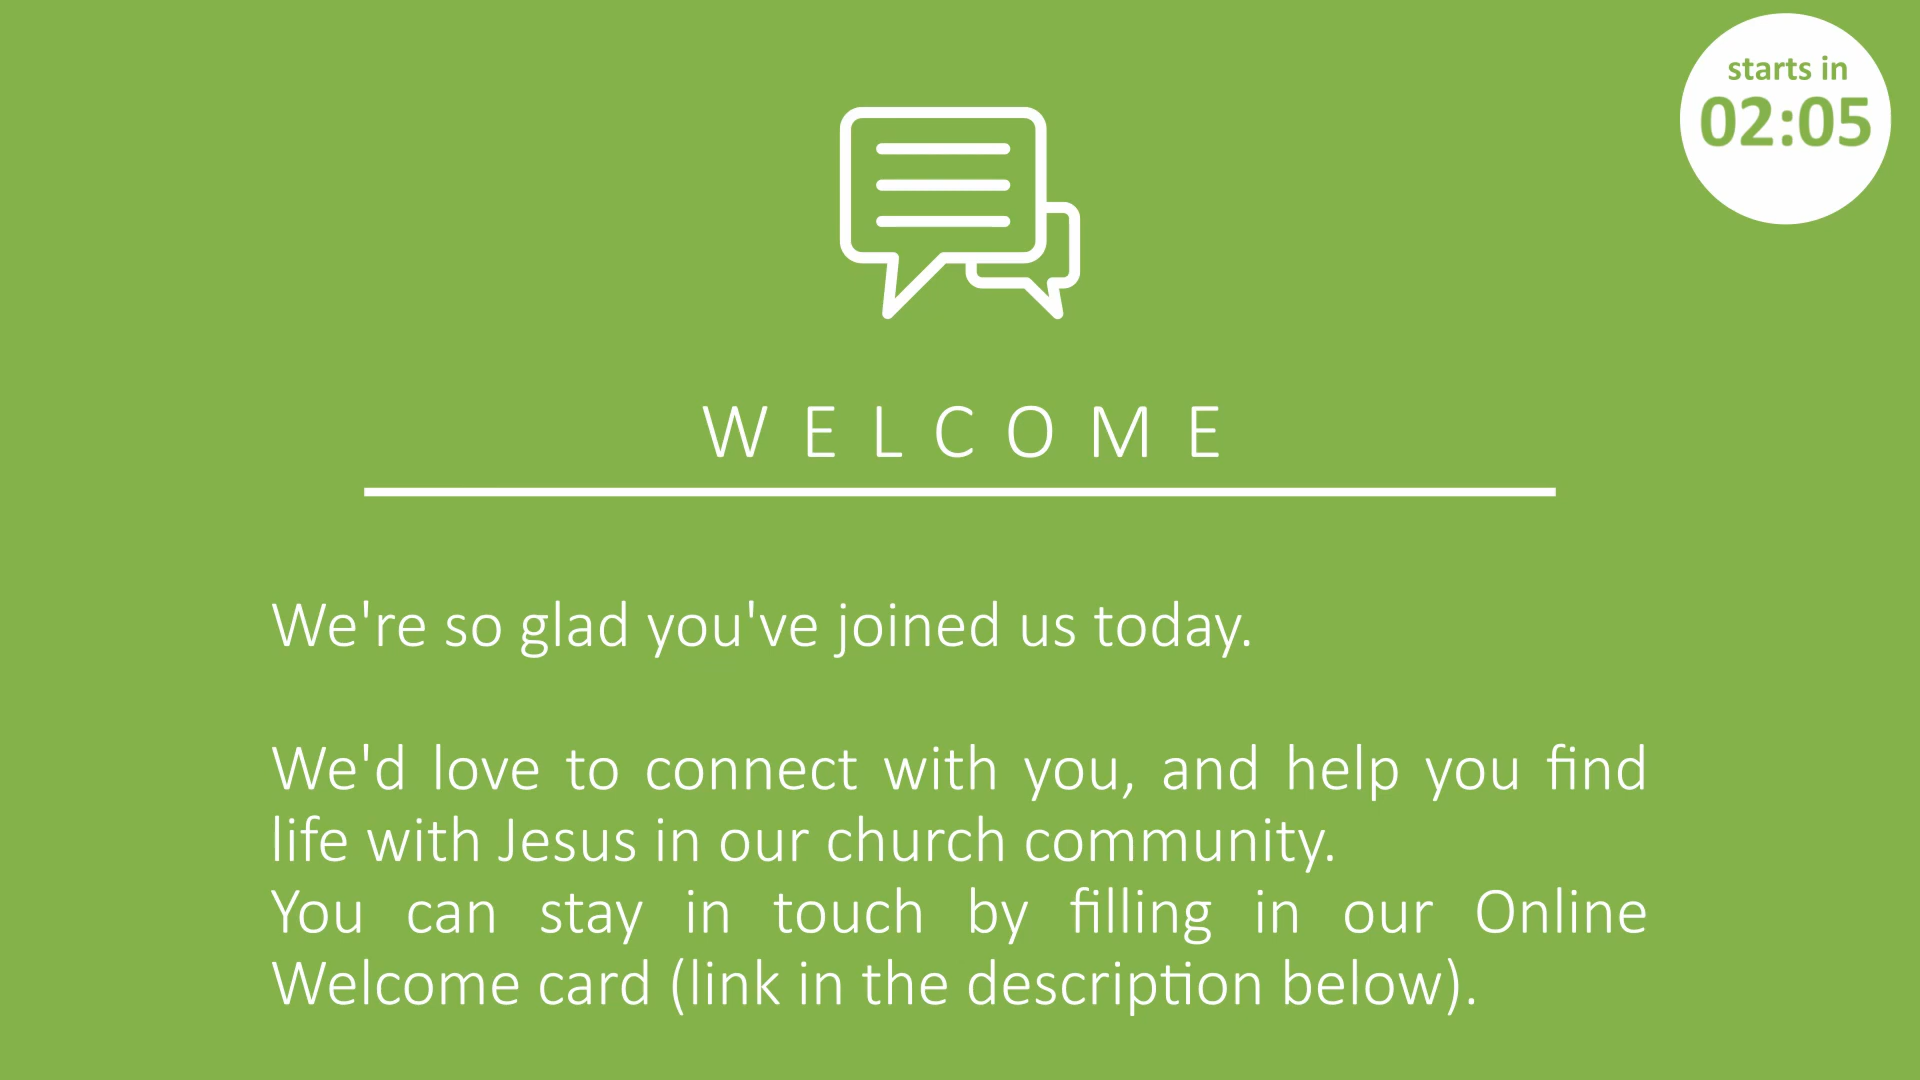 starts in
02:05
WELCOME
We're so glad you've joined us today.
We'd love to connect with you, and help you find
life with Jesus in our church community.
You can stay in touch by filling in our Online
Welcome card (link in the description below).